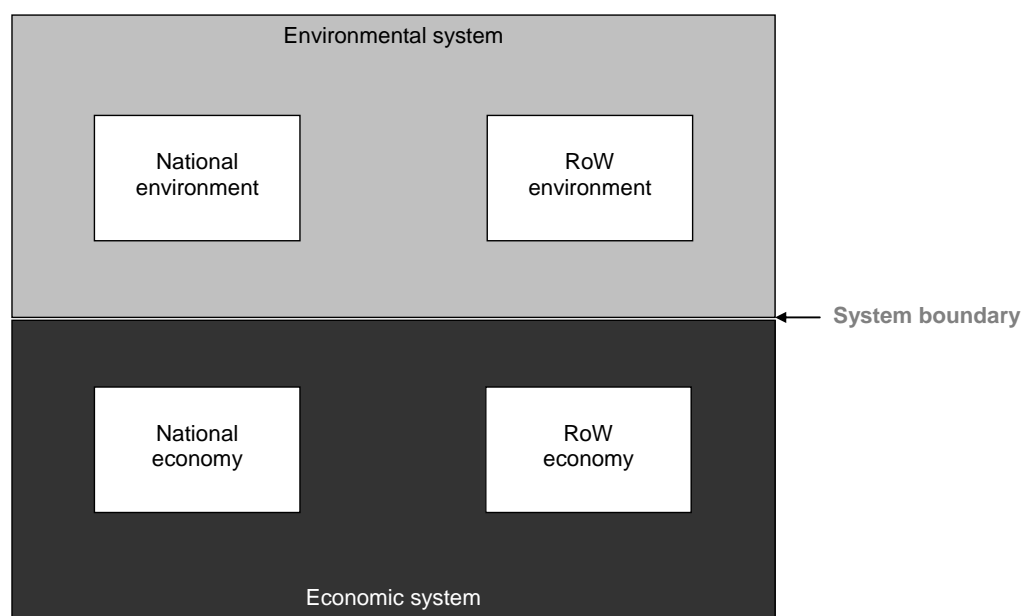 Environmental system
National
environment
RoW
environment
System boundary
National
economy
RoW
economy
Economic system